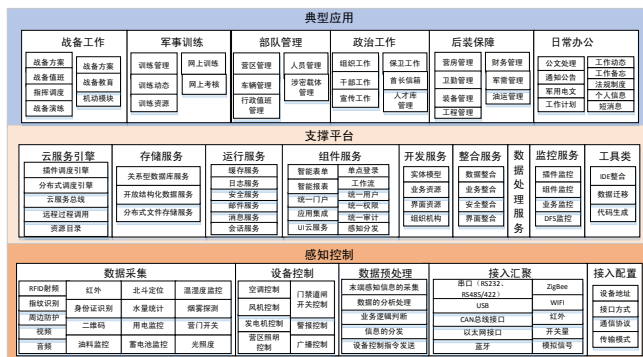 典型应用
战备工作
战备方案
战备值班
指挥调度
战备演练
战备方案
战备教育
机动模块
军事训练
训练管理
训练动态
训练资源
网上训练
网上考核
部队管理
营区管理
车辆管理
行政值班
管理
人员管理
涉密载体
管理
政治工作
组织工作
干部工作
宣传工作
保卫工作
首长信箱
人才库
管理
后装保障
营房管理
卫勤管理
装备管理
工程管理
财务管理
军需管理
油运管理
日常办公
公文处理
通知公告
军用电文
工作计划
工作动态
工作备忘
法规制度
个人信息
短消息
支撑平台
云服务引擎
插件调度引擎
分布式调度引擎
云服务总线
远程过程调用
资源目录
存储服务
关系型数据库服务
开放结构化数据服务
分布式文件存储服务
运行服务
缓存服务
日志服务
安全服务
邮件服务
消息服务
会话服务
组件服务
智能表单
智能报表
统一门户
应用集成
UI云服务
单点登录
工作流
统一用户
统一权限
统一审计
感知分发
开发服务
实体模型
业务资源
界面资源
组织机构
整合服务
数据整合
业务整合
安全整合
界面整合
数
据
处
理
服
务
监控服务
插件监控
组件监控
业务监控
DFS监控
工具类
IDE整合
数据迁移
代码生成
感知控制
数据采集
RFID射频
指纹识别
周边防护
视频
音频
红外
身份证识别
二维码
油料监控
北斗定位
水量统计
用电监控
蓄电池监控
温湿度监控
烟雾探测
营门开关
光照度
设备控制
空调控制
风机控制
发电机控制
营区照明
控制
门禁道闸
开关控制
警报控制
广播控制
数据预处理
末端感知信息的采集
数据的分析处理
业务逻辑判断
信息的分发
设备控制指令发送
接入汇聚
串口（RS232、
RS485/422）
USB
CAN总线接口
以太网接口
蓝牙
ZigBee
WIFI
红外
开关量
模拟信号
接入配置
设备地址
接口方式
通信协议
传输模式